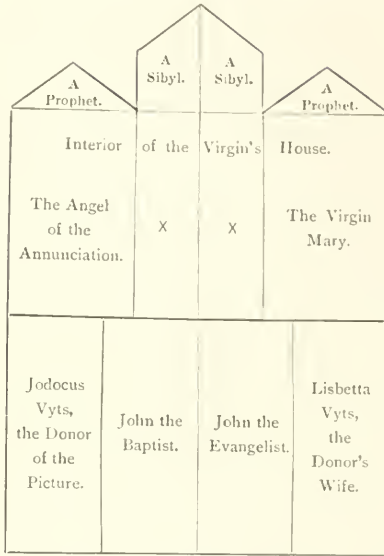 A
Sibyl.
A
Sibyl.
A
Prophet.
A
Prophet.
Interior of the Virgin's House.
The Angel
of the
Annunciation.
X
X
The Virgin
Mary.
Jodocus
Vyts,
the Donor
of the
Picture.
John the
Baptist.
John the
Evangelist.
Lisbetta
Vyts,
the
Donor's
Wife.